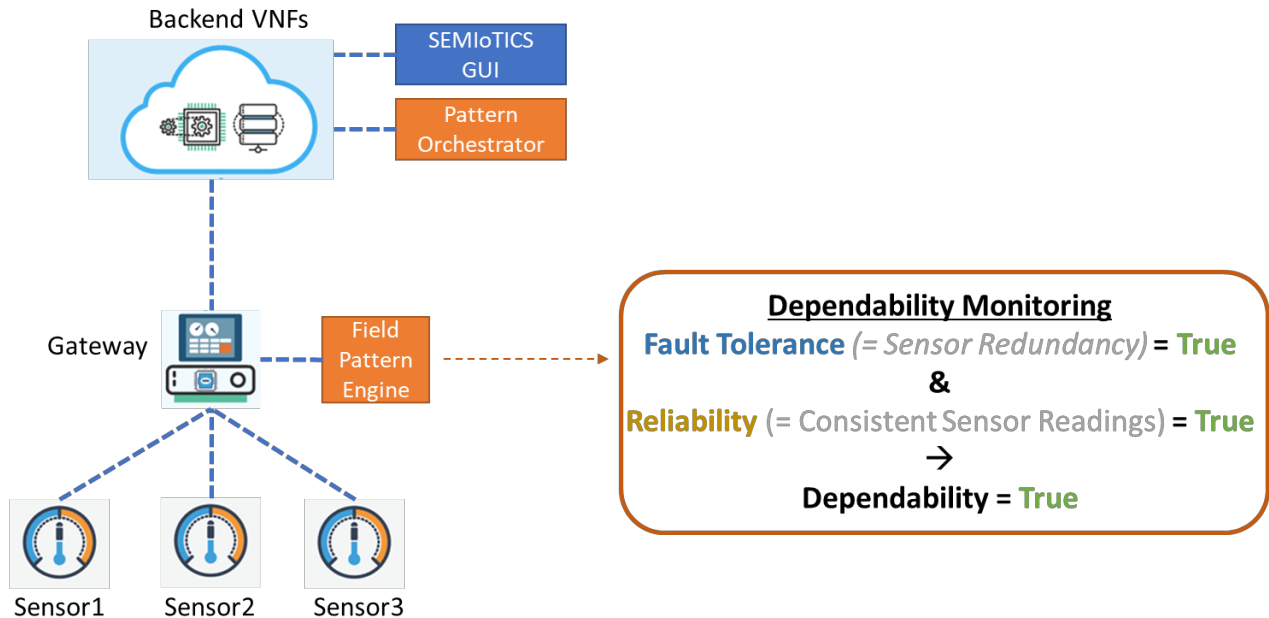 Backend VNFs
SEMIoTICS
GUI
Pattern
Orchestrator
Gateway
Field
Pattern
Engine
Dependability Monitoring
Fault Tolerance (= Sensor Redundancy) = True
&
Reliability (= Consistent Sensor Readings) = True
→
Dependability = True
Sensor1
Sensor2
Sensor3